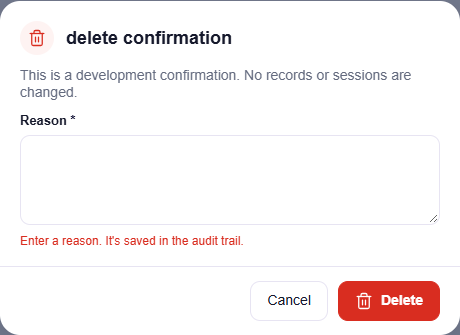 delete confirmation
This is a development confirmation. No records or sessions are
changed.
Reason *
Enter a reason. It's saved in the audit trail.
Cancel
Delete